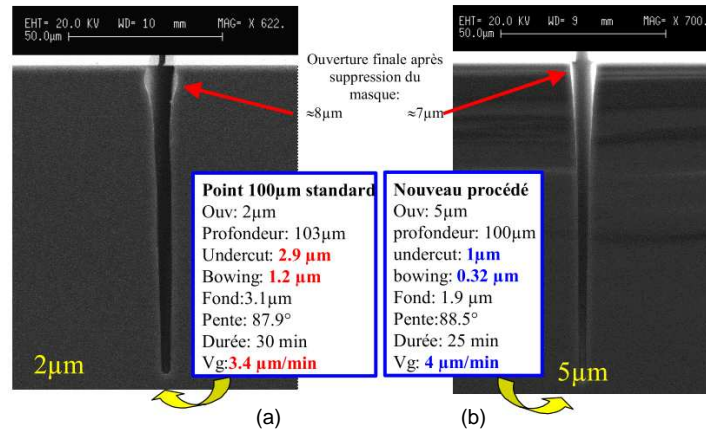 EHT= 20.0 KV WD= 10 mm MAG= X 622.
50.0µm
EHT= 20.0 KV WD= 9 mm MAG= X 700.
50.0µm
Ouverture finale après
suppression du
masque:
≈8µm
≈7µm
Point 100µm standard
Ouv: 2µm
Profondeur: 103µm
Undercut: 2.9 µm
Bowing: 1.2 µm
Fond:3.1µm
Pente: 87.9°
Durée: 30 min
Vg:3.4 µm/min
Nouveau procédé
Ouv: 5µm
profondeur: 100µm
undercut: 1µm
bowing: 0.32 µm
Fond: 1.9 µm
Pente:88.5°
Durée: 25 min
Vg: 4 µm/min
2µm
5µm
(a)
(b)